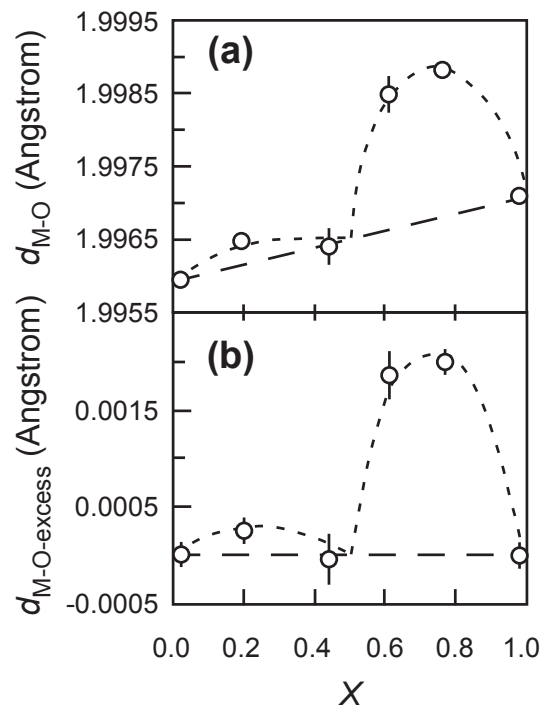 1.9995
(a)
1.9985
1.9975
1.9965
1.9955
d_M-O (Angstrom)
(b)
0.0015
0.0005
-0.0005
d_M-O-excess (Angstrom)
0.0 0.2 0.4 0.6 0.8 1.0
X